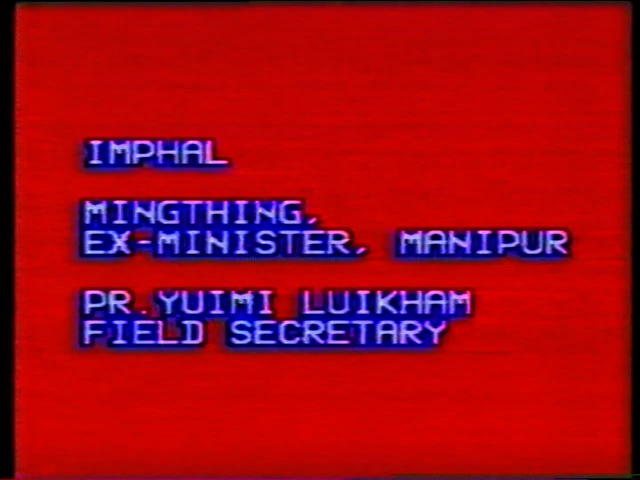 IMPHAL
MINGTHING,
EX-MINISTER, MANIPUR
PR.YUIMI LUIKHAM
FIELD SECRETARY